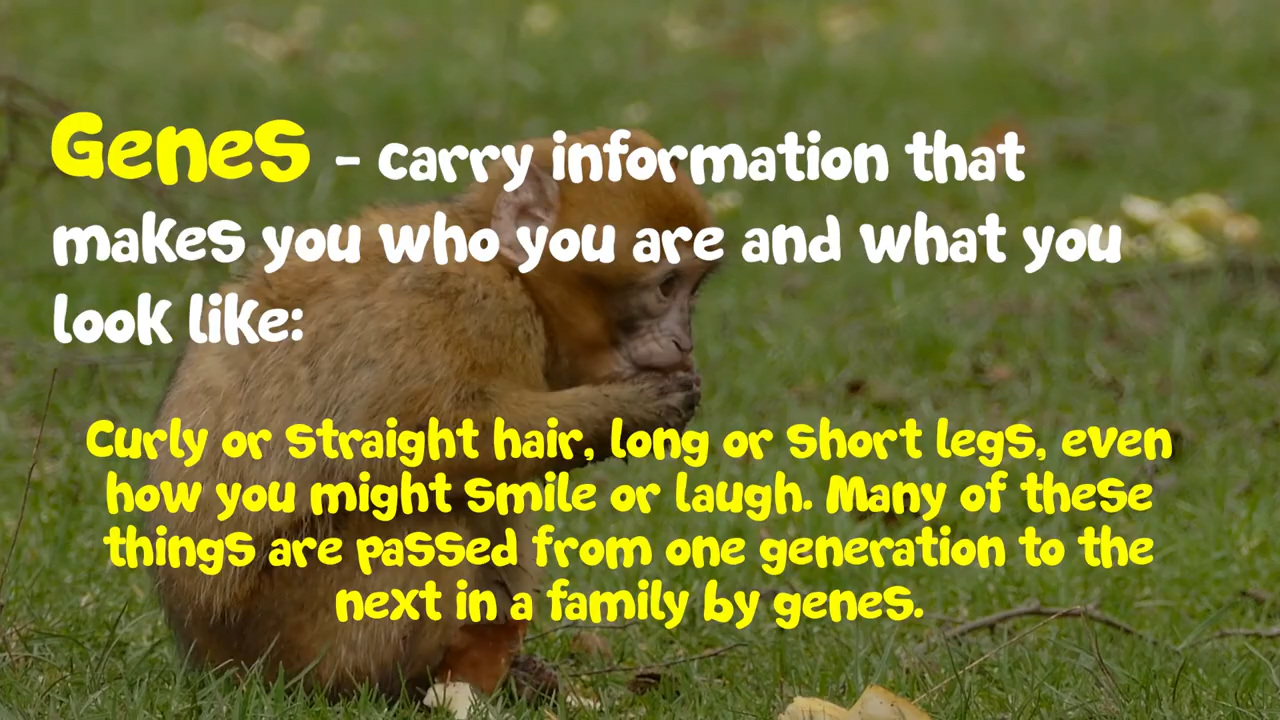 Genes - carry information that
makes you who you are and what you
look like:
Curly or straight hair, long or short legs, even
how you might smile or laugh. Many of these
things are passed from one generation to the
next in a family by genes.